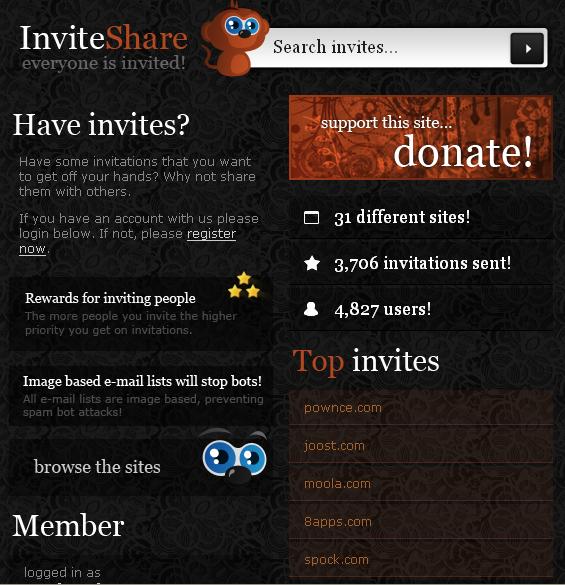 InviteShare
everyone is invited!
Search invites...
Have invites?
Have some invitations that you want
to get off your hands? Why not share
them with others.
If you have an account with us please
login below. If not, please register
now.
Rewards for inviting people
The more people you invite the higher
priority you get on invitations.
Image based e-mail lists will stop bots!
All e-mail lists are image based, preventing
spam bot attacks!
browse the sites
Member
logged in as
support this site...
donate!
31 different sites!
3,706 invitations sent!
4,827 users!
Top invites
pownce.com
joost.com
moola.com
8apps.com
spock.com